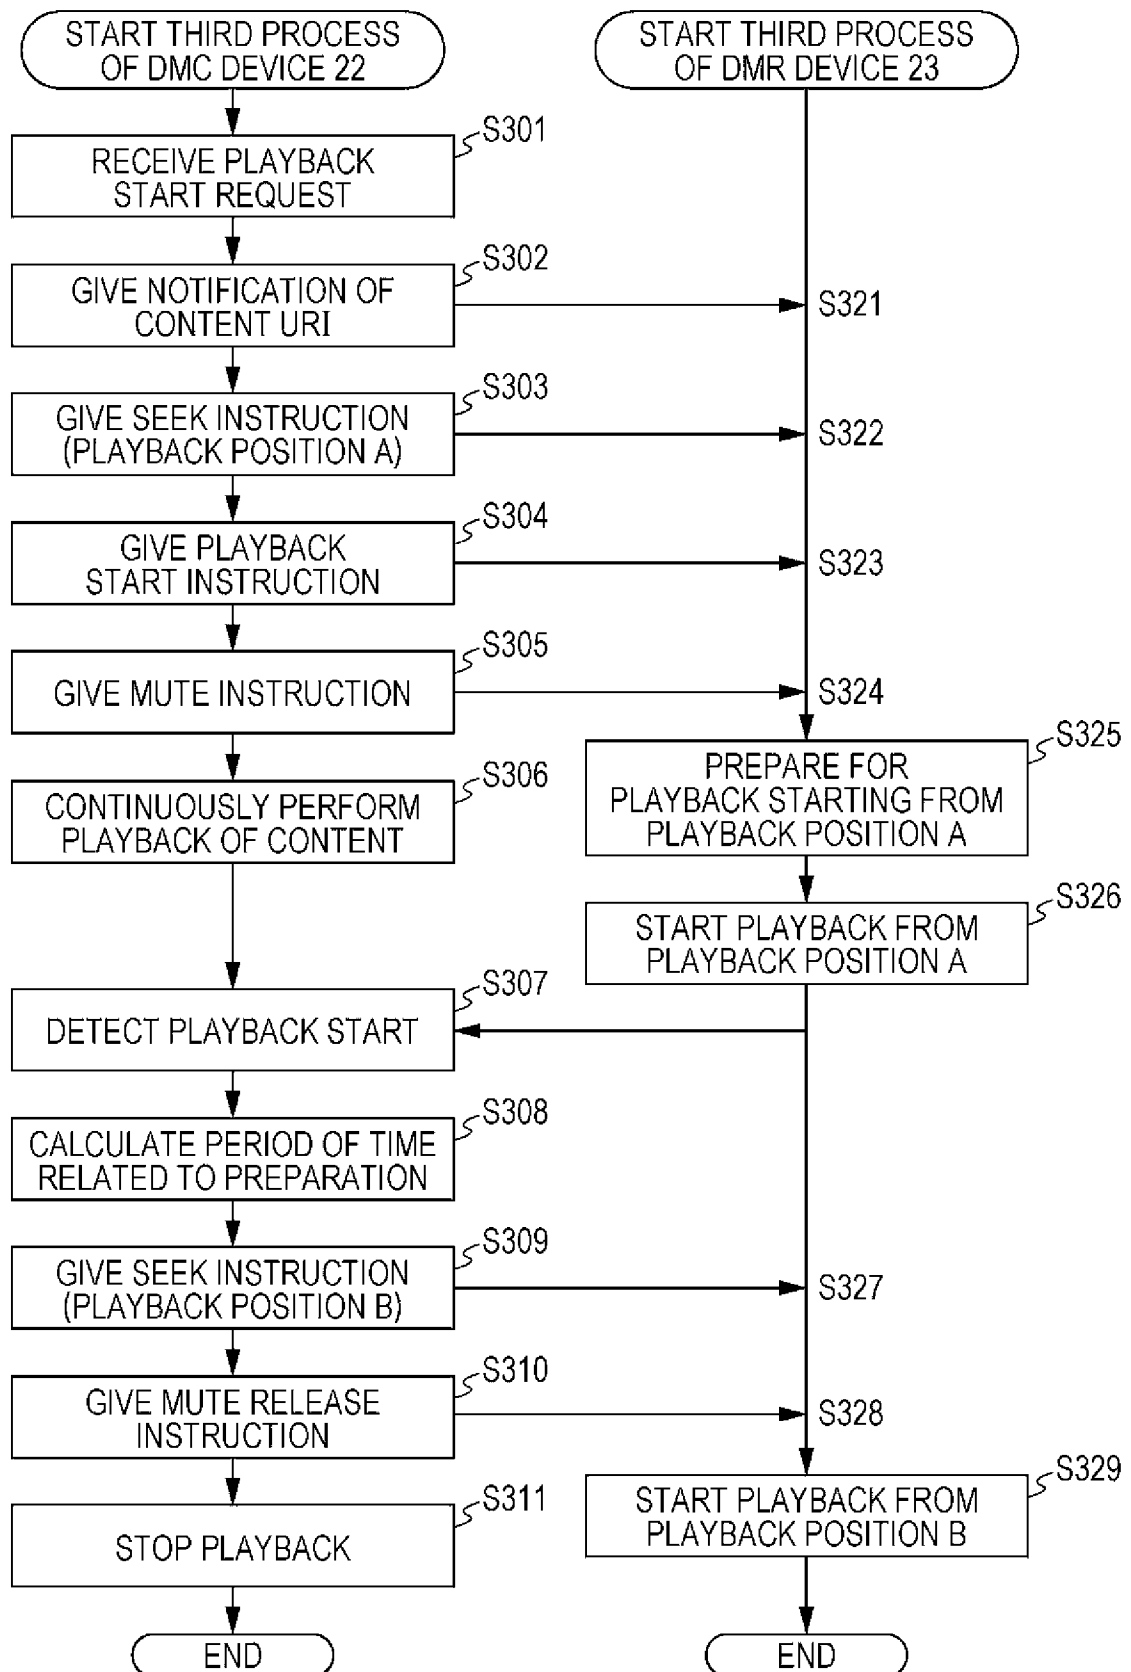 START THIRD PROCESS
OF DMC DEVICE 22
START THIRD PROCESS
OF DMR DEVICE 23
S301
RECEIVE PLAYBACK
START REQUEST
S302
GIVE NOTIFICATION OF
CONTENT URI
S321
S303
GIVE SEEK INSTRUCTION
(PLAYBACK POSITION A)
S322
S304
GIVE PLAYBACK
START INSTRUCTION
S323
S305
GIVE MUTE INSTRUCTION
S324
S325
PREPARE FOR
PLAYBACK STARTING FROM
PLAYBACK POSITION A
S306
CONTINUOUSLY PERFORM
PLAYBACK OF CONTENT
S326
START PLAYBACK FROM
PLAYBACK POSITION A
S307
DETECT PLAYBACK START
S308
CALCULATE PERIOD OF TIME
RELATED TO PREPARATION
S309
GIVE SEEK INSTRUCTION
(PLAYBACK POSITION B)
S327
S310
GIVE MUTE RELEASE
INSTRUCTION
S328
S329
START PLAYBACK FROM
PLAYBACK POSITION B
S311
STOP PLAYBACK
END
END